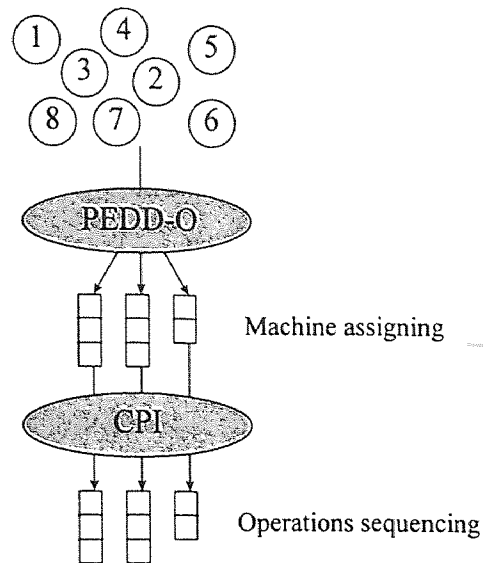 1
4
5
3
2
8
7
6
PEDD-O
Machine assigning
CPI
Operations sequencing